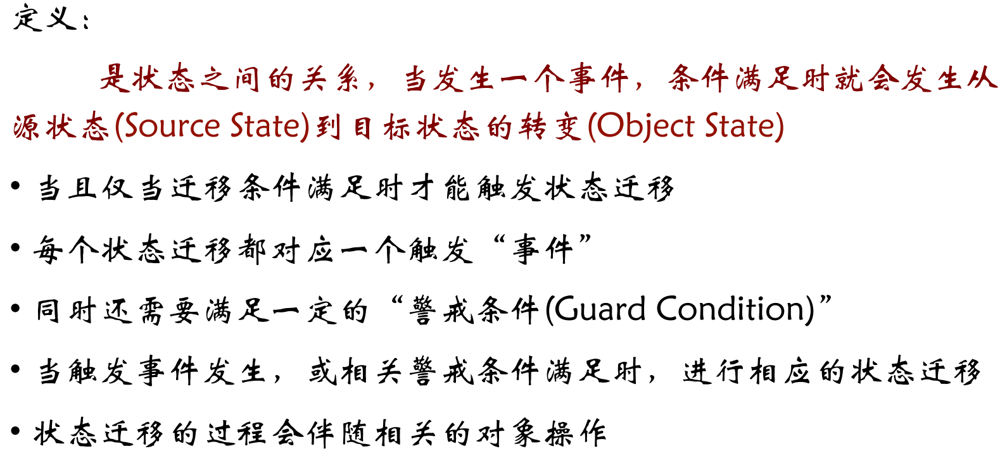 定义：
是状态之间的关系，当发生一个事件，条件满足时就会发生从
源状态(Source State)到目标状态的转变(Object State)
• 当且仅当迁移条件满足时才能触发状态迁移
• 每个状态迁移都对应一个触发“事件”
• 同时还需要满足一定的“警戒条件(Guard Condition)”
• 当触发事件发生，或相关警戒条件满足时，进行相应的状态迁移
• 状态迁移的过程会伴随相关的对象操作